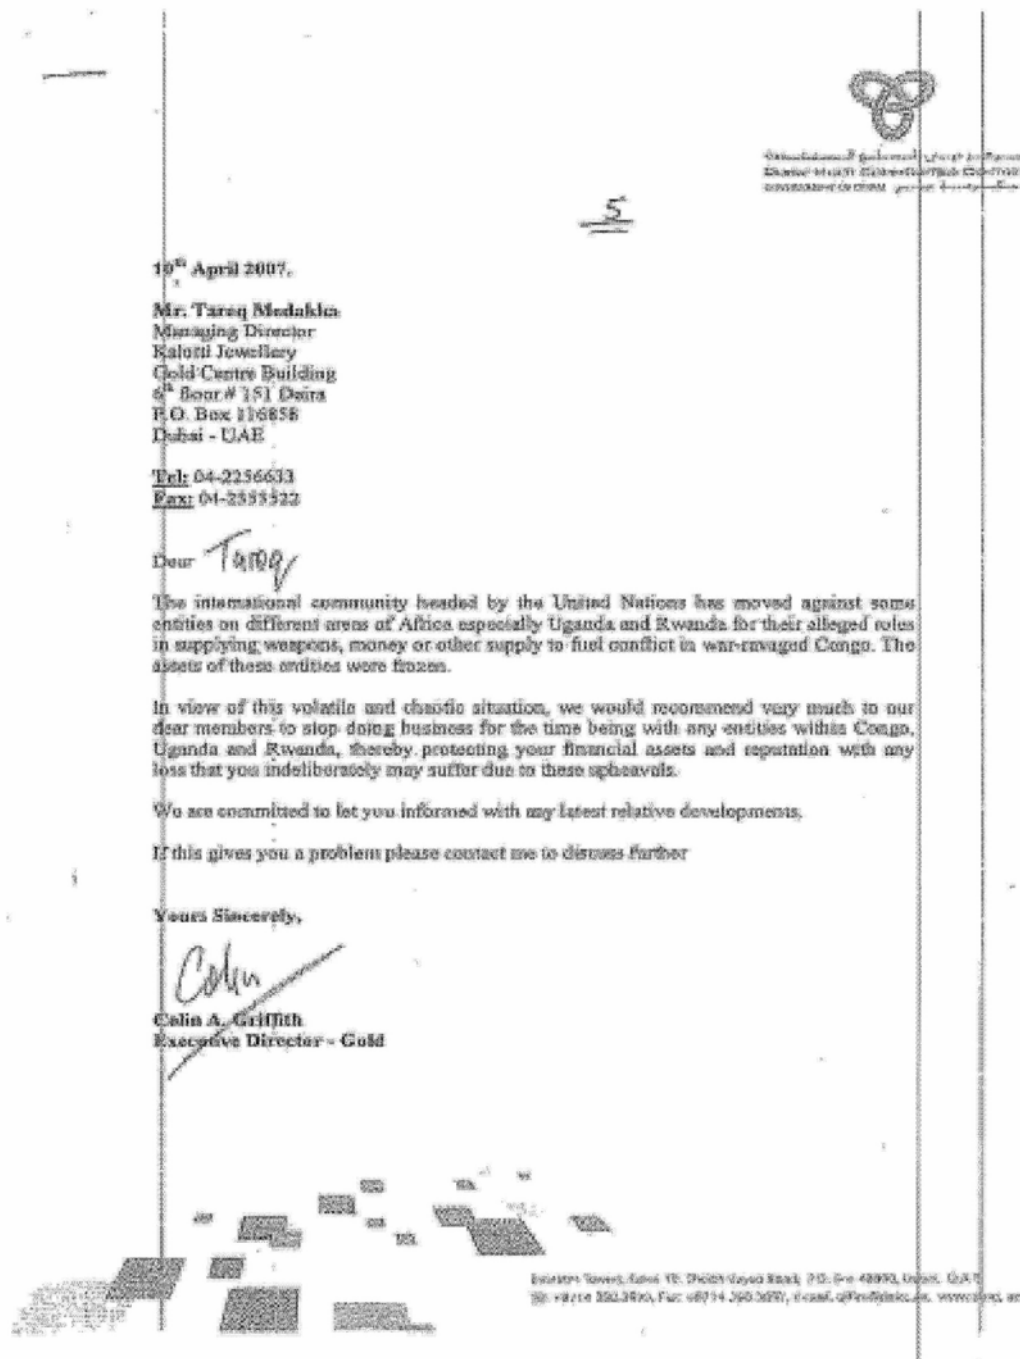 5
10th April 2007.
Mr. Tareq Medakka
Managing Director
Kalotti Jewellery
Gold Centre Building
6th floor # 151 Deira
P.O. Box 116858
Dubai - UAE
Tel: 04-2256633
Fax:
Dear Tareq
The international community headed by the United Nations has moved against some
entities on different areas of Africa especially Uganda and Rwanda for their alleged roles
in supplying weapons, money or other supply to fuel conflict in war-ravaged Congo. The
assets of these entities were frozen.
In view of this volatile and chaotic situation, we would recommend very much to our
dear members to stop doing business for the time being with any entities within Congo,
Uganda and Rwanda, thereby protecting your financial assets and reputation with any
loss that you indeliberately may suffer due to these upheavals.
We are committed to let you informed with any latest relative developments.
If this gives you a problem please contact me to discuss further
Yours Sincerely,
Colin
Colin A. Griffith
Executive Director - Gold